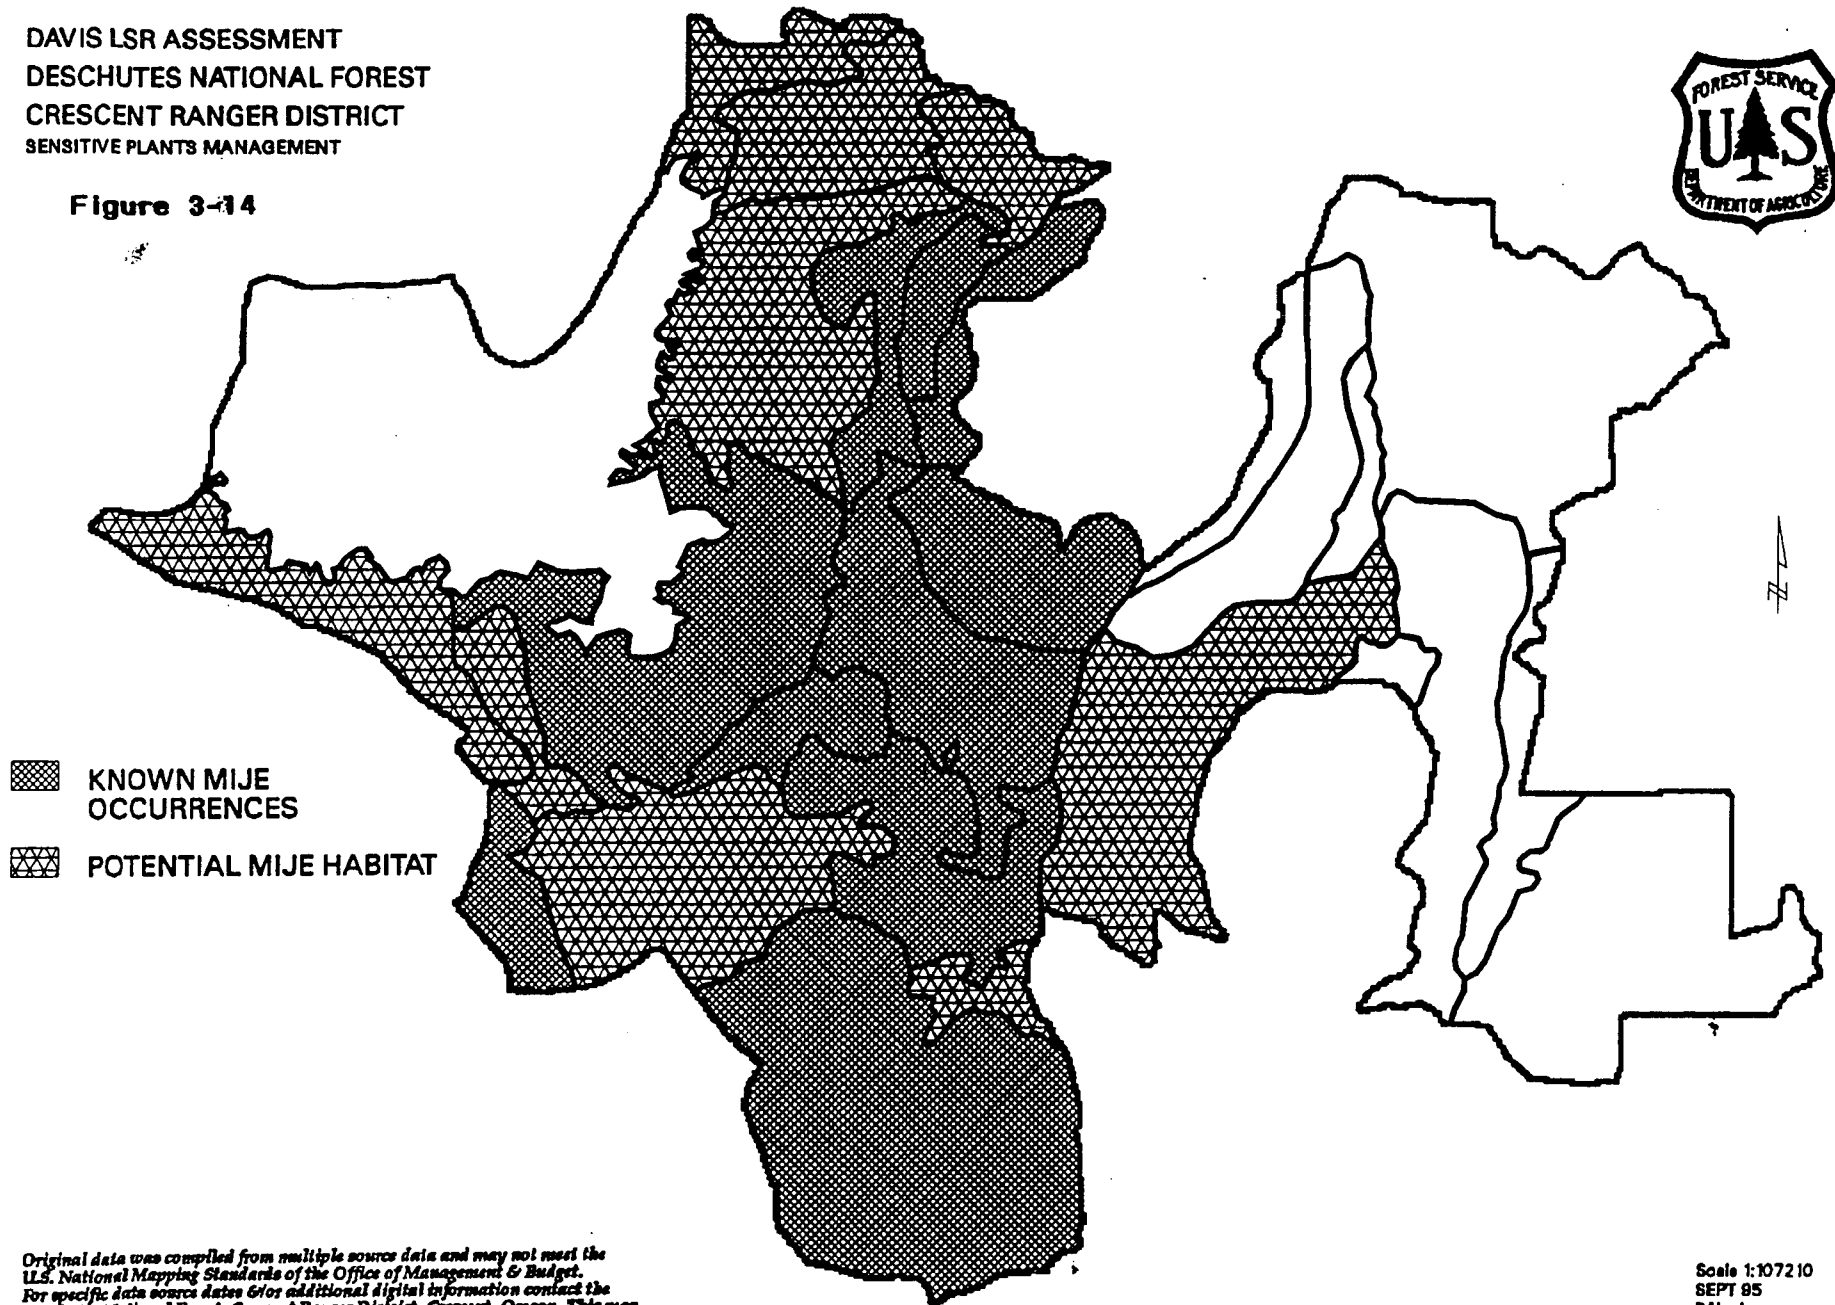 DAVIS LSR ASSESSMENT
DESCHUTES NATIONAL FOREST
CRESCENT RANGER DISTRICT
SENSITIVE PLANTS MANAGEMENT
Figure 3-14
FOREST SERVICE
U S
DEPARTMENT OF AGRICULTURE
N
KNOWN MIJE
OCCURRENCES
POTENTIAL MIJE HABITAT
Original data was compiled from multiple source data and may not meet the
U.S. National Mapping Standards of the Office of Management & Budget.
For specific data source dates &/or additional digital information contact the
Scale 1:107210
SEPT 95